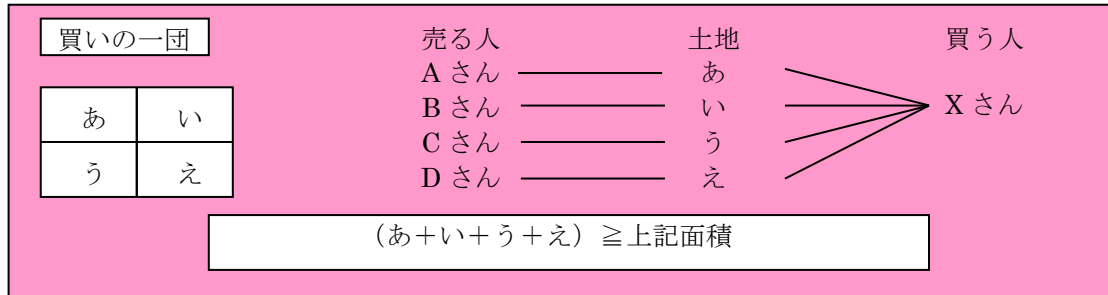 買いの一団
売る人 土地 買う人
Aさん あ
Bさん い Xさん
Cさん う
Dさん え
あ い
う え
(あ+い+う+え)≧上記面積